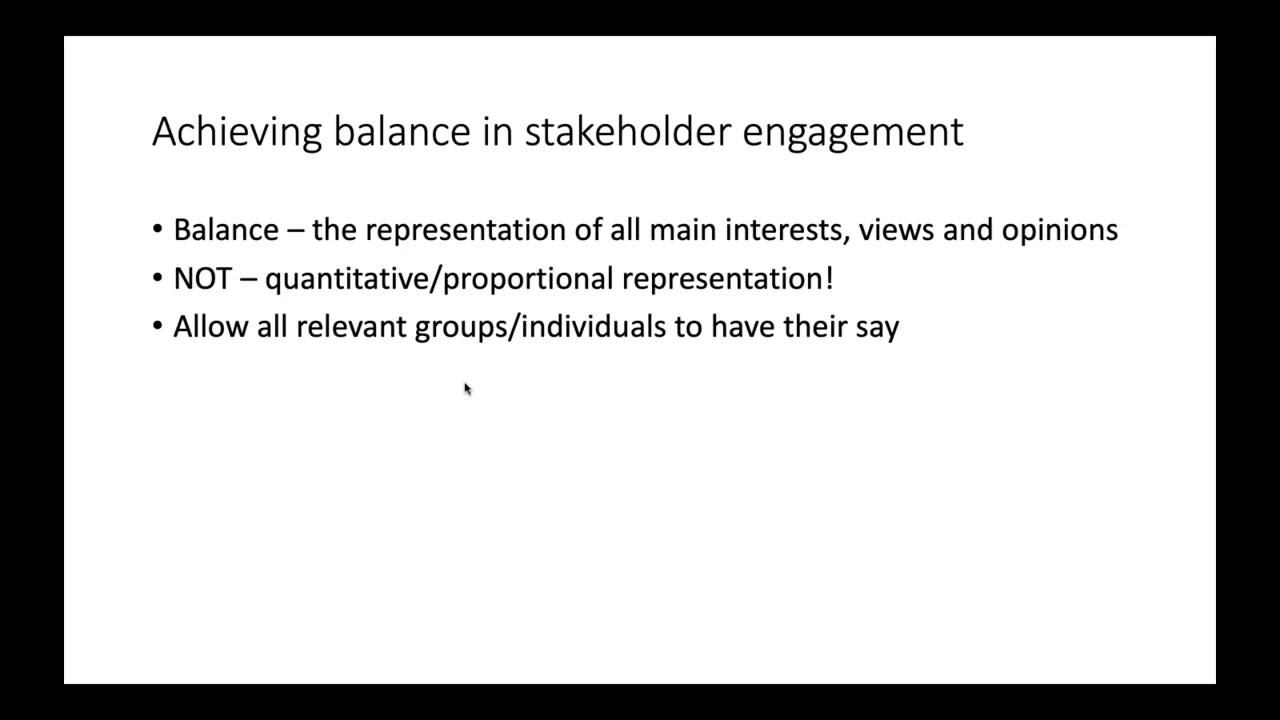 Achieving balance in stakeholder engagement
• Balance – the representation of all main interests, views and opinions
• NOT – quantitative/proportional representation!
• Allow all relevant groups/individuals to have their say